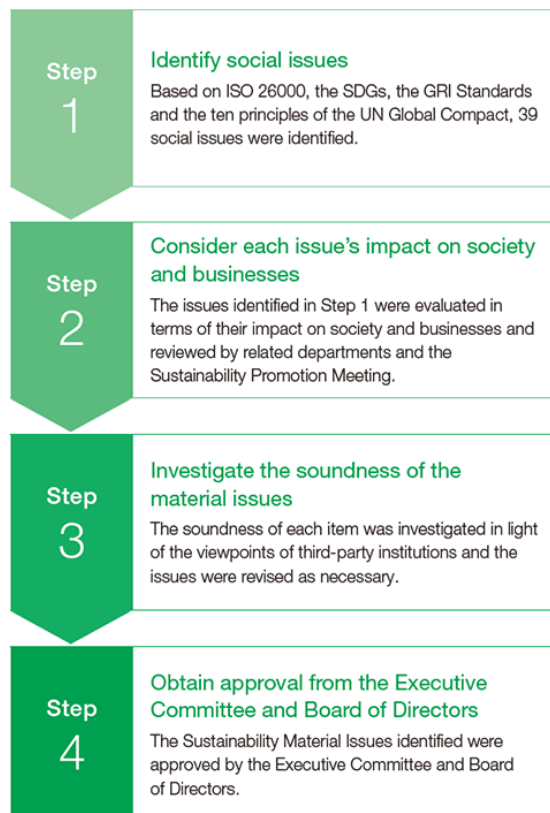 Step
1
Identify social issues
Based on ISO 26000, the SDGs, the GRI Standards
and the ten principles of the UN Global Compact, 39
social issues were identified.
Step
2
Consider each issue's impact on society
and businesses
The issues identified in Step 1 were evaluated in
terms of their impact on society and businesses and
reviewed by related departments and the
Sustainability Promotion Meeting.
Step
3
Investigate the soundness of the
material issues
The soundness of each item was investigated in light
of the viewpoints of third-party institutions and the
issues were revised as necessary.
Step
4
Obtain approval from the Executive
Committee and Board of Directors
The Sustainability Material Issues identified were
approved by the Executive Committee and Board
of Directors.